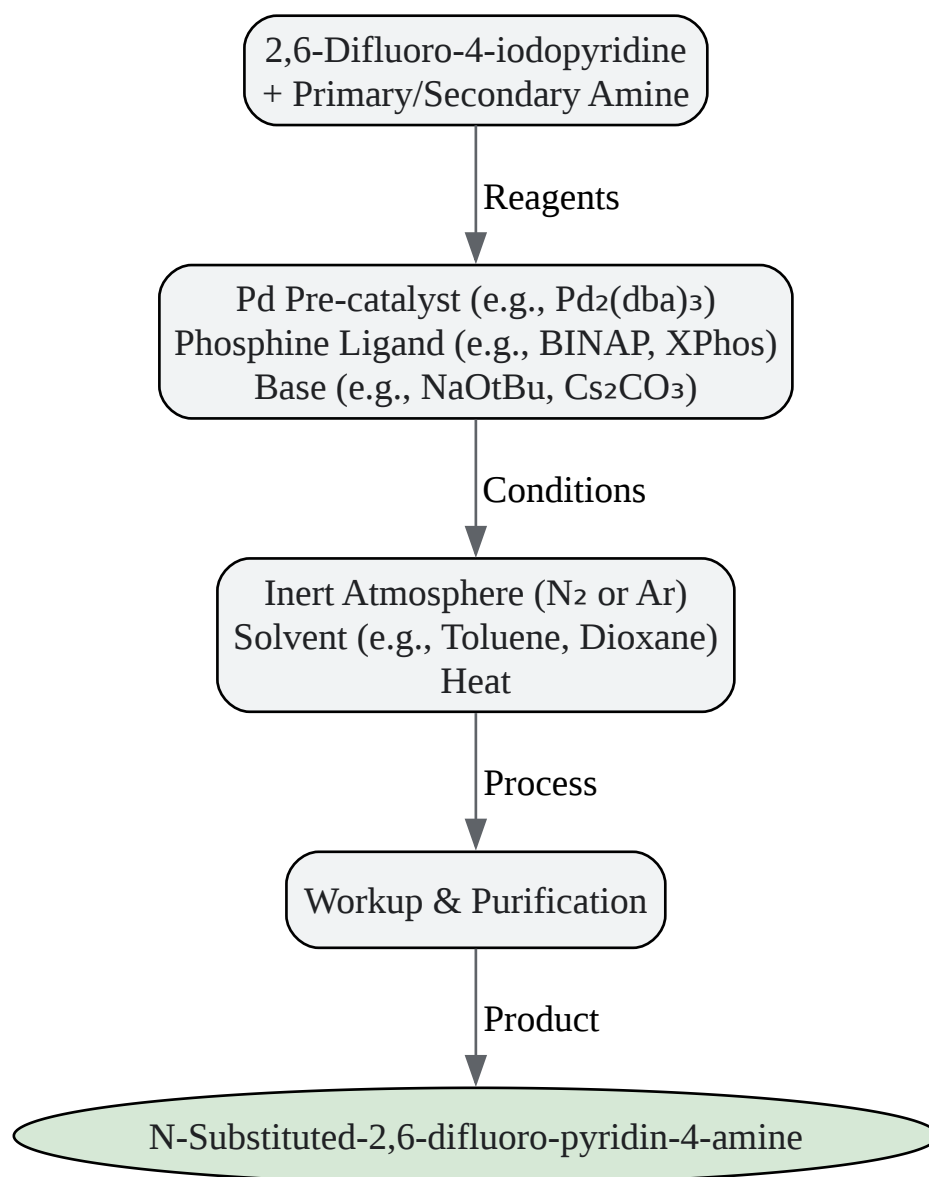 2,6-Difluoro-4-iodopyridine
+ Primary/Secondary Amine
Reagents
Pd Pre-catalyst (e.g., Pd₂(dba)₃)
Phosphine Ligand (e.g., BINAP, XPhos)
Base (e.g., NaOtBu, Cs₂CO₃)
Conditions
Inert Atmosphere (N₂ or Ar)
Solvent (e.g., Toluene, Dioxane)
Heat
Process
Workup & Purification
Product
N-Substituted-2,6-difluoro-pyridin-4-amine